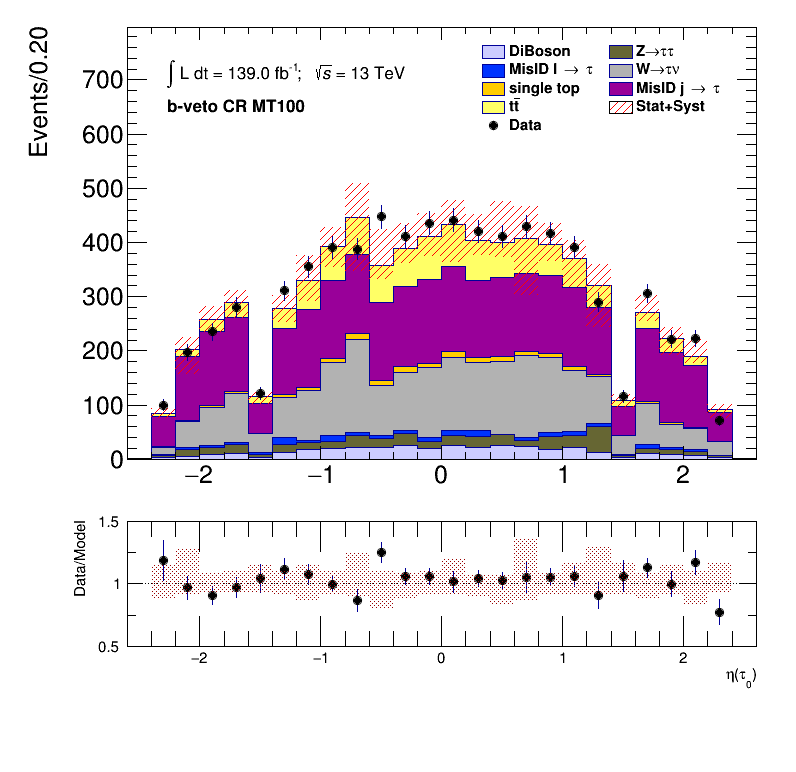 Events/0.20
∫ L dt = 139.0 fb⁻¹; √s = 13 TeV
b-veto CR MT100
DiBoson
Z→ττ
MisID l → τ
W→τν
single top
MisID j → τ
tt̄
Stat+Syst
Data
700
600
500
400
300
200
100
0
−2 −1 0 1 2
Data/Model
1.5
1
0.5
−2 −1 0 1 2
η(τ₀)